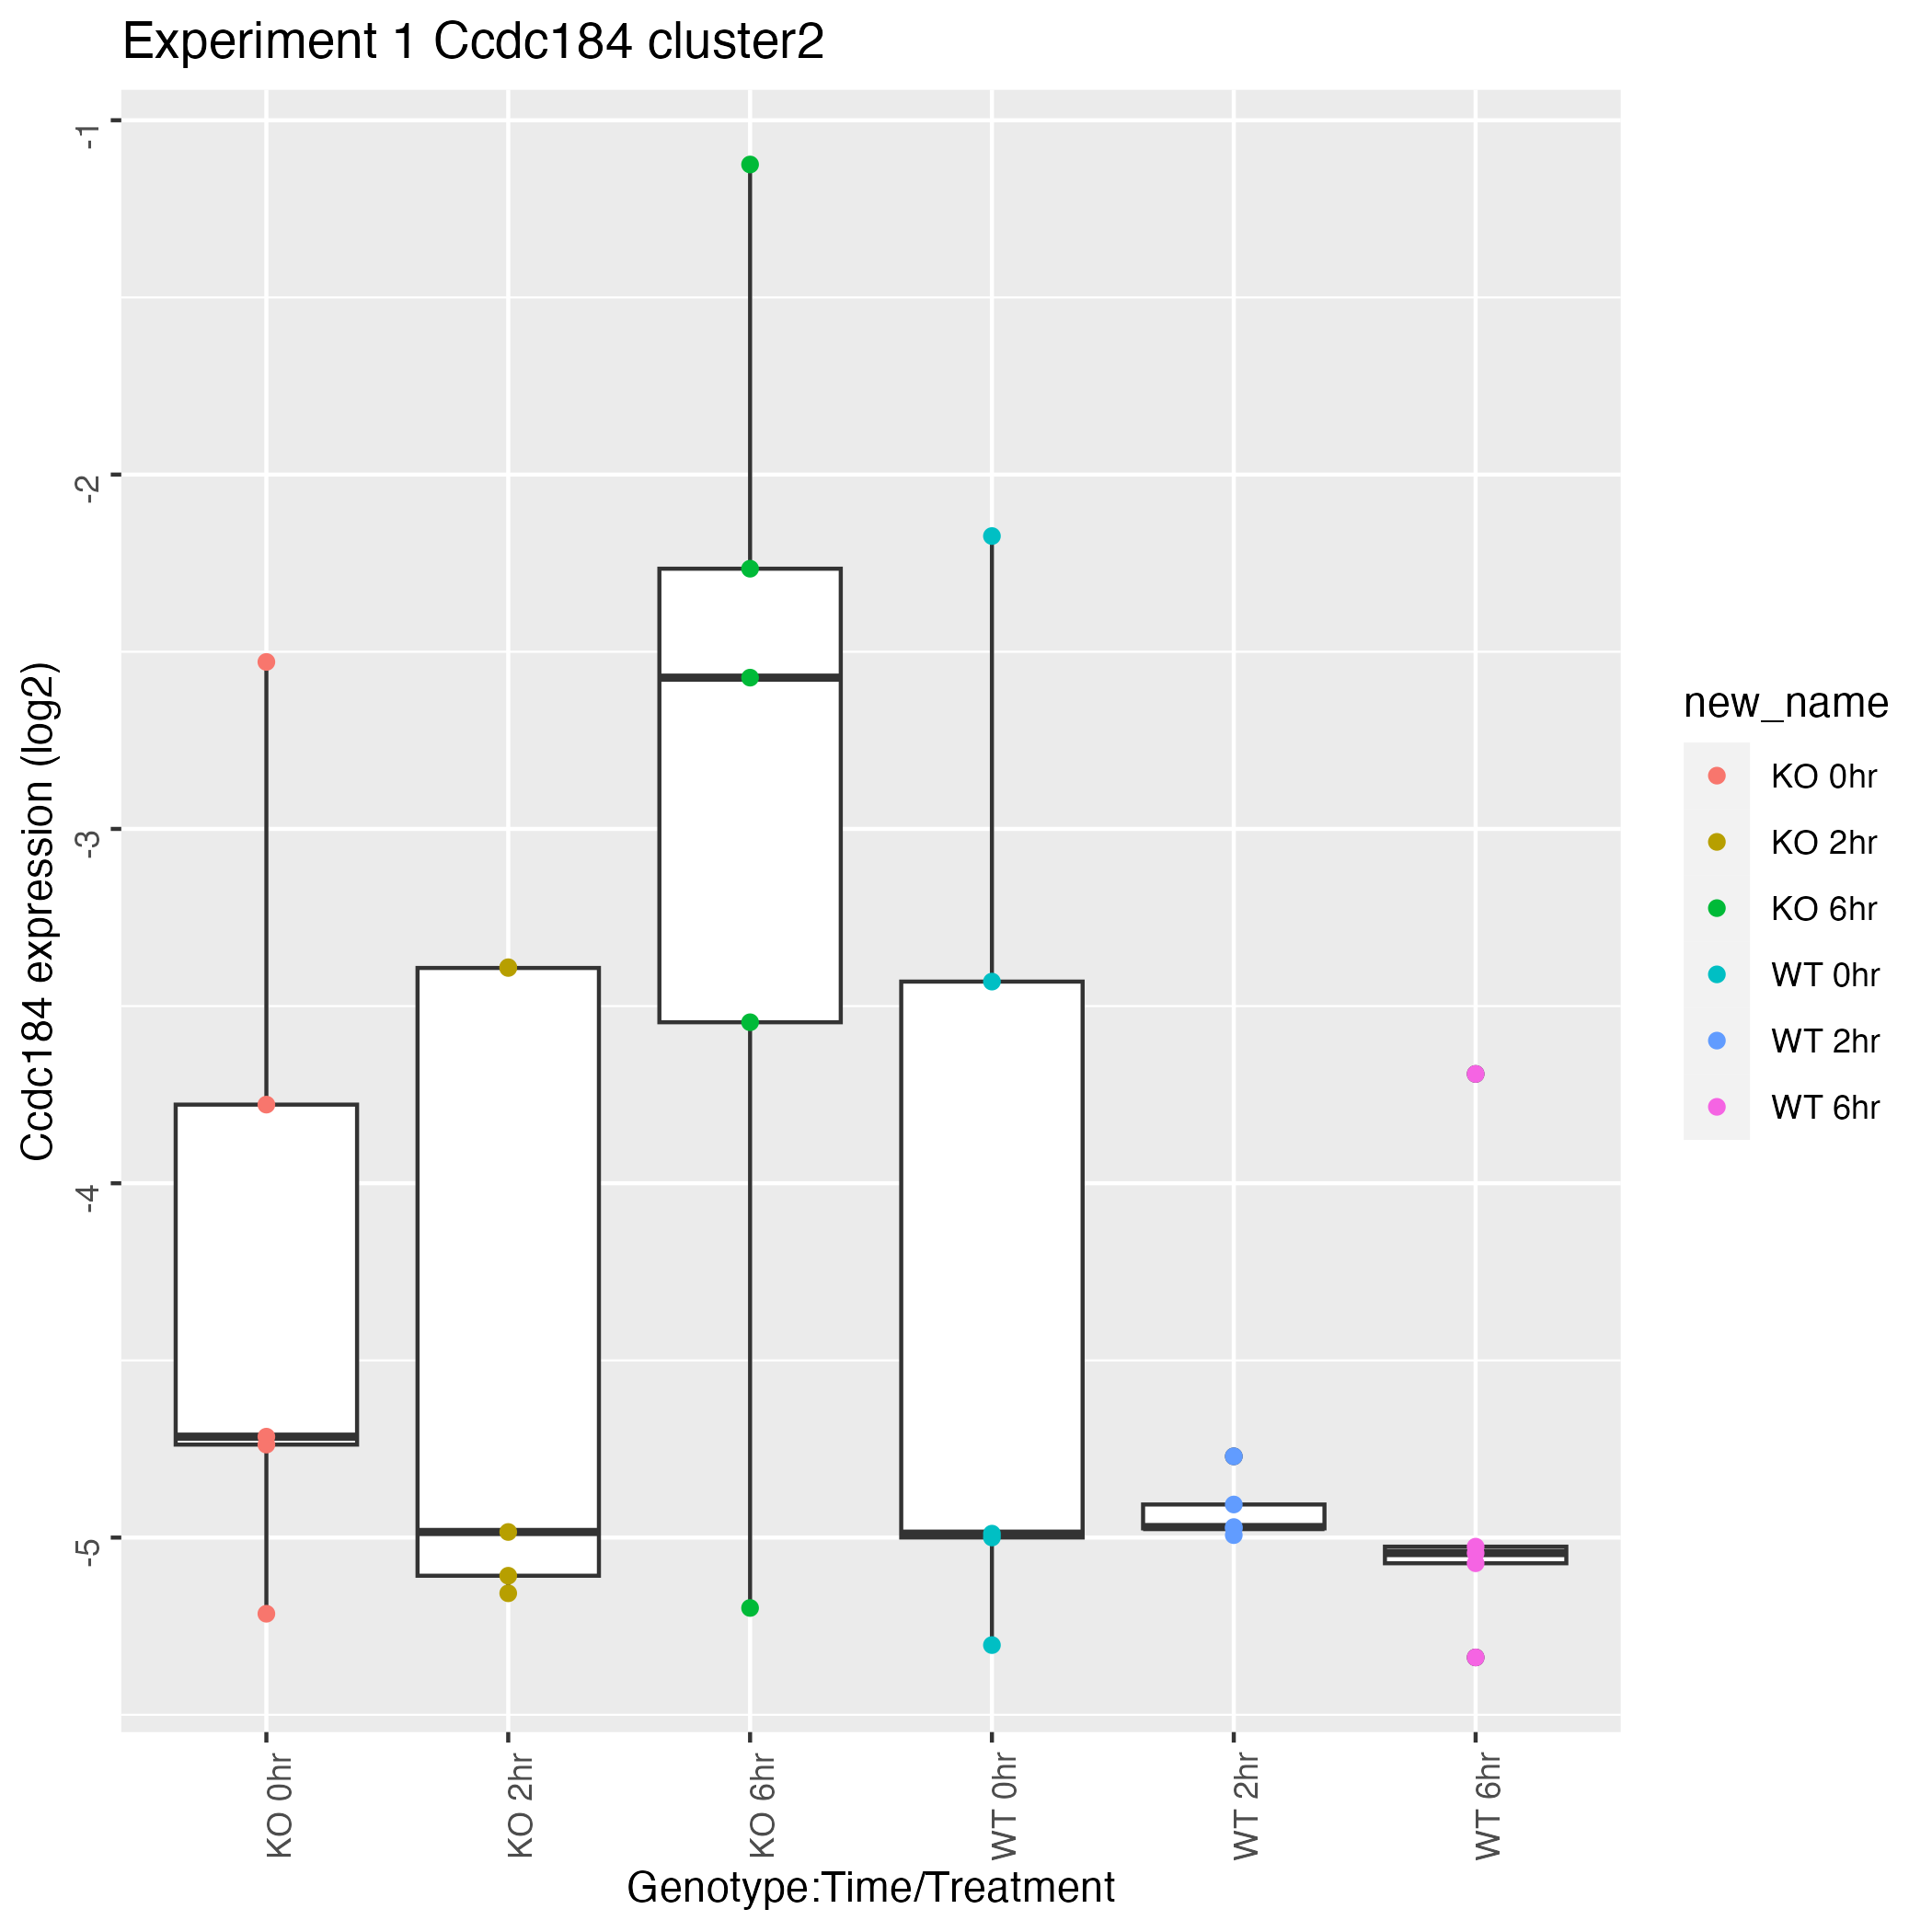 Experiment 1 Ccdc184 cluster2
Ccdc184 expression (log2)
-1
-2
-3
-4
-5
KO 0hr
KO 2hr
KO 6hr
WT 0hr
WT 2hr
WT 6hr
Genotype:Time/Treatment
new_name
KO 0hr
KO 2hr
KO 6hr
WT 0hr
WT 2hr
WT 6hr